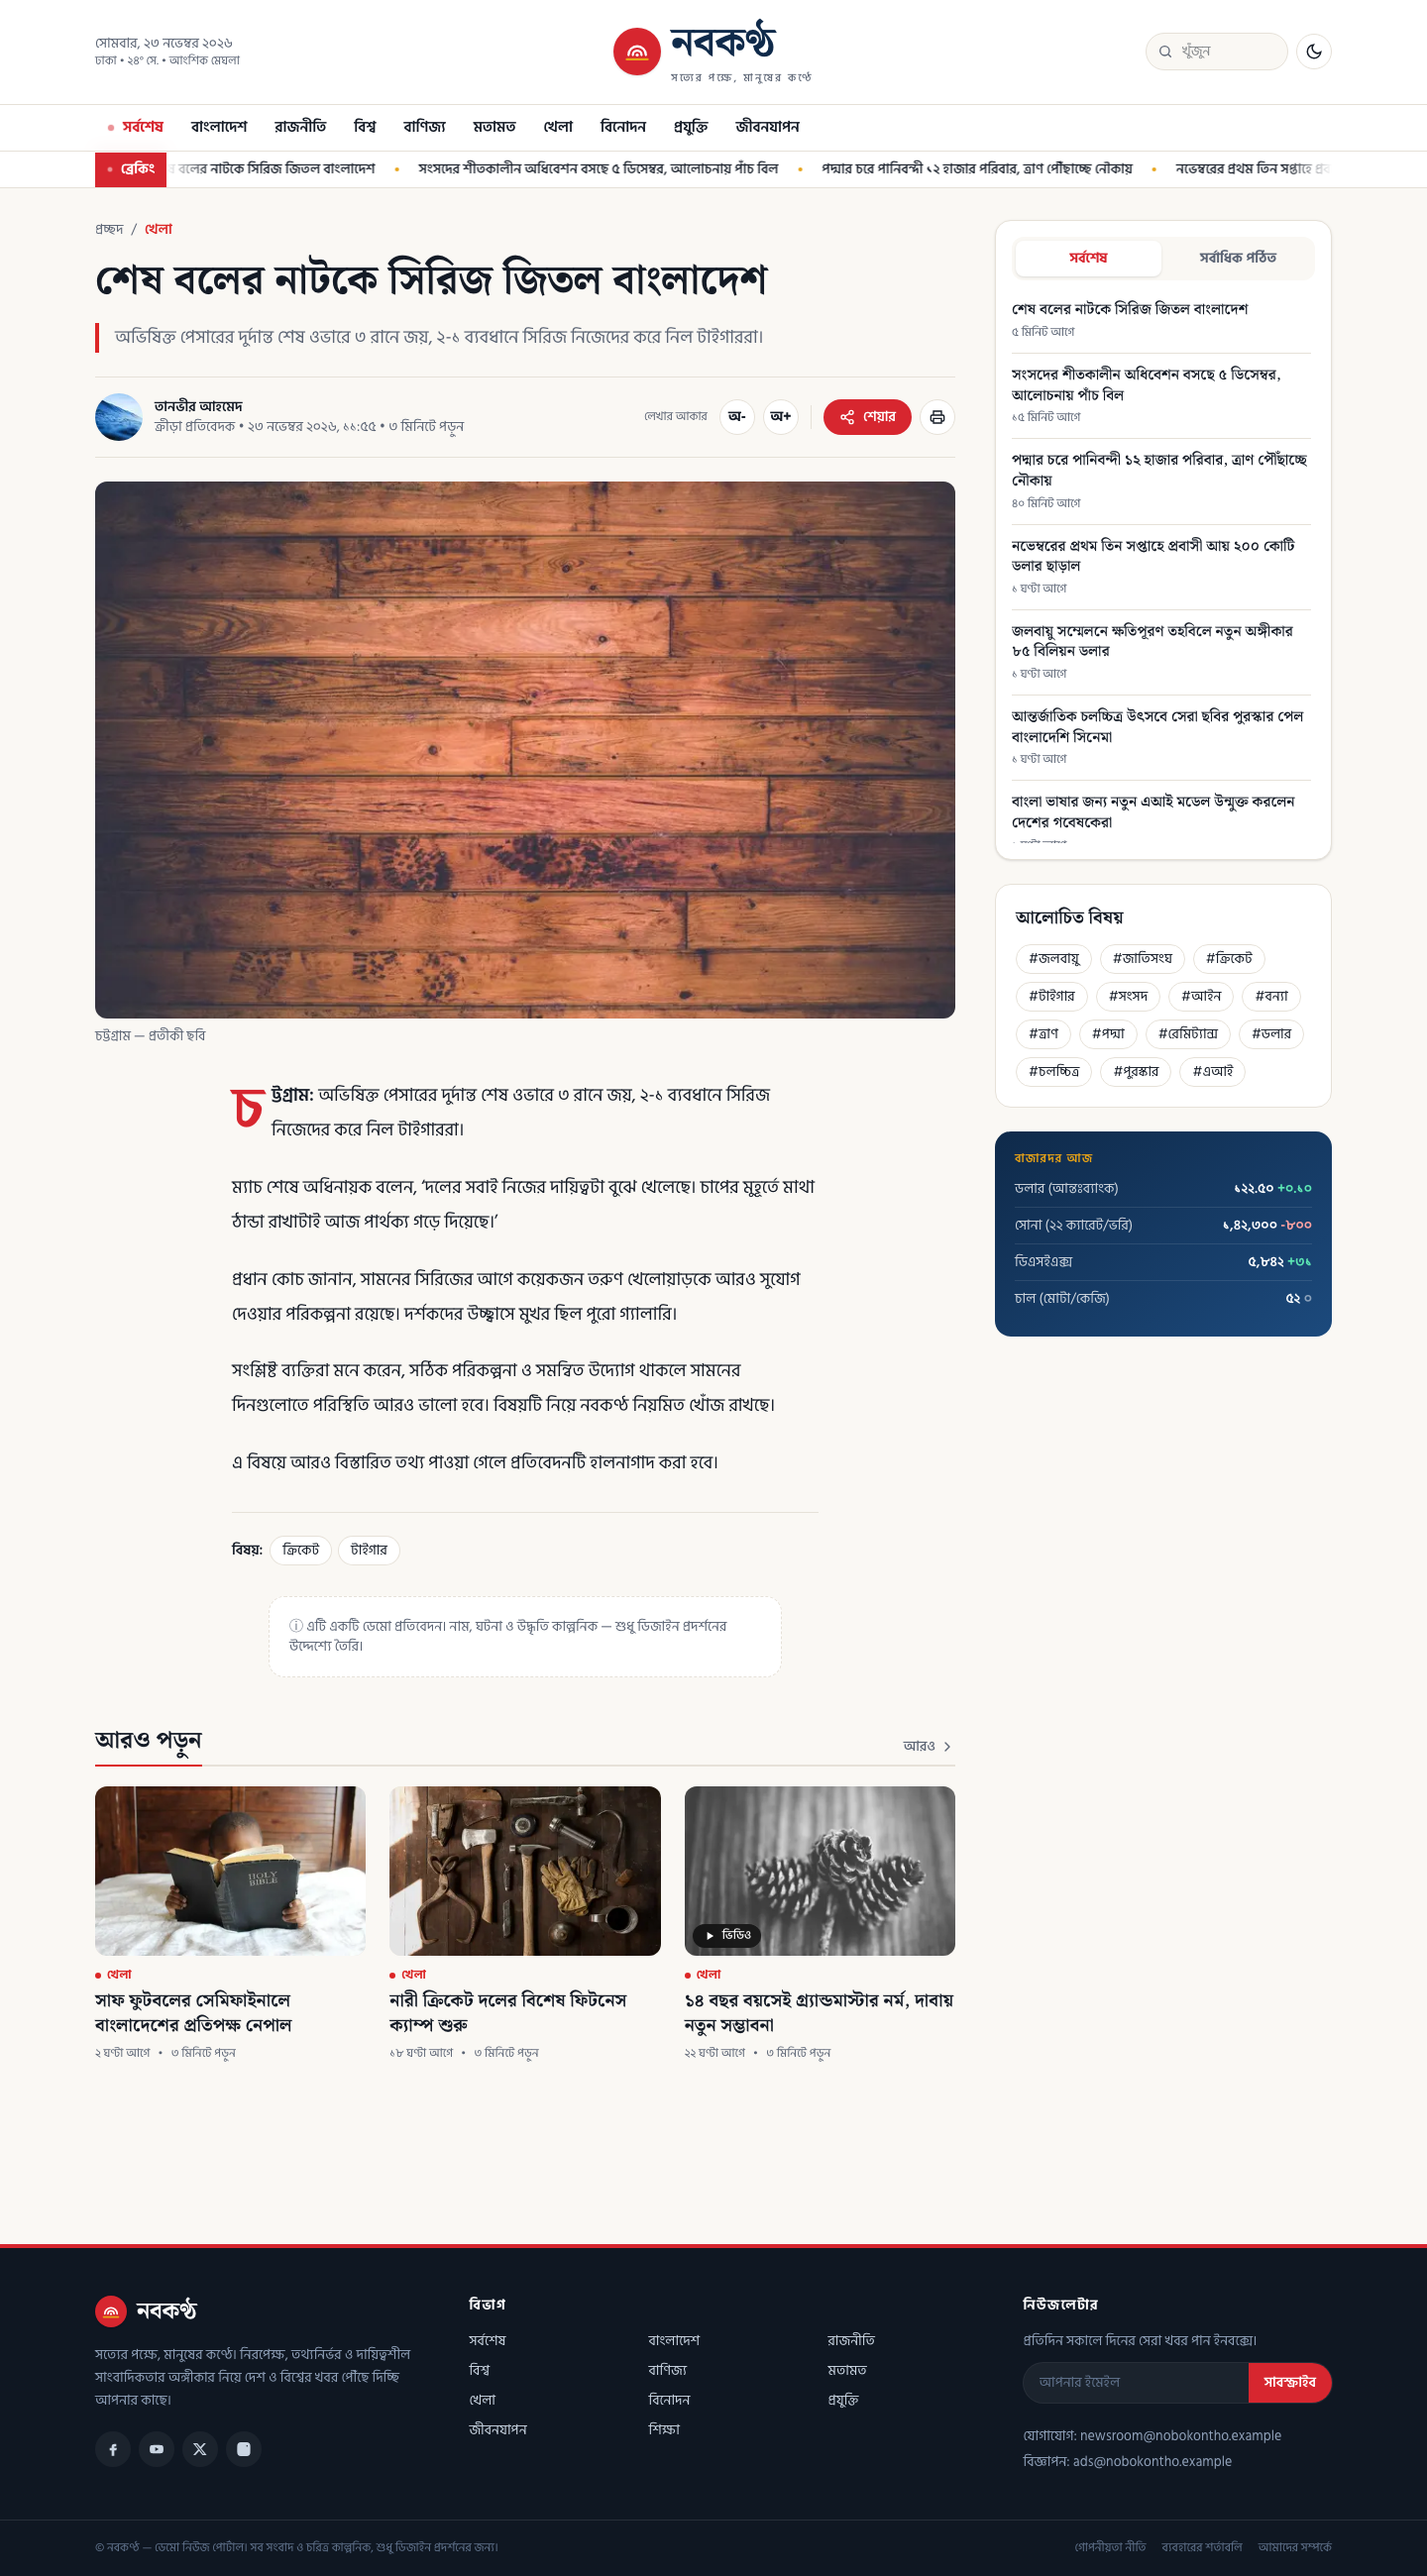 সোমবার, ২৩ নভেম্বর ২০২৬
ঢাকা • ২৪° সে. • আংশিক মেঘলা
নবকণ্ঠ
সত্যের পক্ষে, মানুষের কণ্ঠে
খুঁজুন
সর্বশেষ বাংলাদেশ রাজনীতি বিশ্ব বাণিজ্য মতামত খেলা বিনোদন প্রযুক্তি জীবনযাপন
ব্রেকিং বলের নাটকে সিরিজ জিতল বাংলাদেশ • সংসদের শীতকালীন অধিবেশন বসছে ৫ ডিসেম্বর, আলোচনায় পাঁচ বিল • পদ্মার চরে পানিবন্দী ১২ হাজার পরিবার, ত্রাণ পৌঁছাচ্ছে নৌকায় • নভেম্বরের প্রথম তিন সপ্তাহে
প্রচ্ছদ / খেলা
শেষ বলের নাটকে সিরিজ জিতল বাংলাদেশ
অভিষিক্ত পেসারের দুর্দান্ত শেষ ওভারে ৩ রানে জয়, ২-১ ব্যবধানে সিরিজ নিজেদের করে নিল টাইগাররা।
তানভীর আহমেদ
ক্রীড়া প্রতিবেদক • ২৩ নভেম্বর ২০২৬, ১১:৫৫ • ৩ মিনিটে পড়ুন
লেখার আকার অ- অ+ শেয়ার
চট্টগ্রাম — প্রতীকী ছবি
চট্টগ্রাম: অভিষিক্ত পেসারের দুর্দান্ত শেষ ওভারে ৩ রানে জয়, ২-১ ব্যবধানে সিরিজ
নিজেদের করে নিল টাইগাররা।
ম্যাচ শেষে অধিনায়ক বলেন, ‘দলের সবাই নিজের দায়িত্বটা বুঝে খেলেছে। চাপের মুহূর্তে মাথা
ঠান্ডা রাখাটাই আজ পার্থক্য গড়ে দিয়েছে।’
প্রধান কোচ জানান, সামনের সিরিজের আগে কয়েকজন তরুণ খেলোয়াড়কে আরও সুযোগ
দেওয়ার পরিকল্পনা রয়েছে। দর্শকদের উচ্ছ্বাসে মুখর ছিল পুরো গ্যালারি।
সংশ্লিষ্ট ব্যক্তিরা মনে করেন, সঠিক পরিকল্পনা ও সমন্বিত উদ্যোগ থাকলে সামনের
দিনগুলোতে পরিস্থিতি আরও ভালো হবে। বিষয়টি নিয়ে নবকণ্ঠ নিয়মিত খোঁজ রাখছে।
এ বিষয়ে আরও বিস্তারিত তথ্য পাওয়া গেলে প্রতিবেদনটি হালনাগাদ করা হবে।
বিষয়: ক্রিকেট টাইগার
ⓘ এটি একটি ডেমো প্রতিবেদন। নাম, ঘটনা ও উদ্ধৃতি কাল্পনিক — শুধু ডিজাইন প্রদর্শনের
উদ্দেশ্যে তৈরি।
আরও পড়ুন
আরও
HOLY BIBLE
খেলা
সাফ ফুটবলের সেমিফাইনালে
বাংলাদেশের প্রতিপক্ষ নেপাল
২ ঘণ্টা আগে • ৩ মিনিটে পড়ুন
খেলা
নারী ক্রিকেট দলের বিশেষ ফিটনেস
ক্যাম্প শুরু
১৮ ঘণ্টা আগে • ৩ মিনিটে পড়ুন
ভিডিও
খেলা
১৪ বছর বয়সেই গ্র্যান্ডমাস্টার নর্ম, দাবায়
নতুন সম্ভাবনা
২২ ঘণ্টা আগে • ৩ মিনিটে পড়ুন
সর্বশেষ সর্বাধিক পঠিত
শেষ বলের নাটকে সিরিজ জিতল বাংলাদেশ
৫ মিনিট আগে
সংসদের শীতকালীন অধিবেশন বসছে ৫ ডিসেম্বর,
আলোচনায় পাঁচ বিল
১৫ মিনিট আগে
পদ্মার চরে পানিবন্দী ১২ হাজার পরিবার, ত্রাণ পৌঁছাচ্ছে
নৌকায়
৪০ মিনিট আগে
নভেম্বরের প্রথম তিন সপ্তাহে প্রবাসী আয় ২০০ কোটি
ডলার ছাড়াল
১ ঘণ্টা আগে
জলবায়ু সম্মেলনে ক্ষতিপূরণ তহবিলে নতুন অঙ্গীকার
৮৫ বিলিয়ন ডলার
১ ঘণ্টা আগে
আন্তর্জাতিক চলচ্চিত্র উৎসবে সেরা ছবির পুরস্কার পেল
বাংলাদেশি সিনেমা
১ ঘণ্টা আগে
বাংলা ভাষার জন্য নতুন এআই মডেল উন্মুক্ত করলেন
দেশের গবেষকেরা
আলোচিত বিষয়
#জলবায়ু #জাতিসংঘ #ক্রিকেট
#টাইগার #সংসদ #আইন #বন্যা
#ত্রাণ #পদ্মা #রেমিট্যান্স #ডলার
#চলচ্চিত্র #পুরস্কার #এআই
বাজারদর আজ
ডলার (আন্তঃব্যাংক) ১২২.৫০ +০.১০
সোনা (২২ ক্যারেট/ভরি) ১,৪২,৩০০ -৮০০
ডিএসইএক্স ৫,৮৪২ +৩১
চাল (মোটা/কেজি) ৫২ ০
নবকণ্ঠ
সত্যের পক্ষে, মানুষের কণ্ঠে। নিরপেক্ষ, তথ্যনির্ভর ও দায়িত্বশীল
সাংবাদিকতার অঙ্গীকার নিয়ে দেশ ও বিশ্বের খবর পৌঁছে দিচ্ছি
আপনার কাছে।
বিভাগ
সর্বশেষ বাংলাদেশ রাজনীতি
বিশ্ব বাণিজ্য মতামত
খেলা বিনোদন প্রযুক্তি
জীবনযাপন শিক্ষা
নিউজলেটার
প্রতিদিন সকালে দিনের সেরা খবর পান ইনবক্সে।
আপনার ইমেইল সাবস্ক্রাইব
যোগাযোগ: newsroom@nobokontho.example
বিজ্ঞাপন: ads@nobokontho.example
© নবকণ্ঠ — ডেমো নিউজ পোর্টাল। সব সংবাদ ও চরিত্র কাল্পনিক, শুধু ডিজাইন প্রদর্শনের জন্য।
গোপনীয়তা নীতি ব্যবহারের শর্তাবলি আমাদের সম্পর্কে